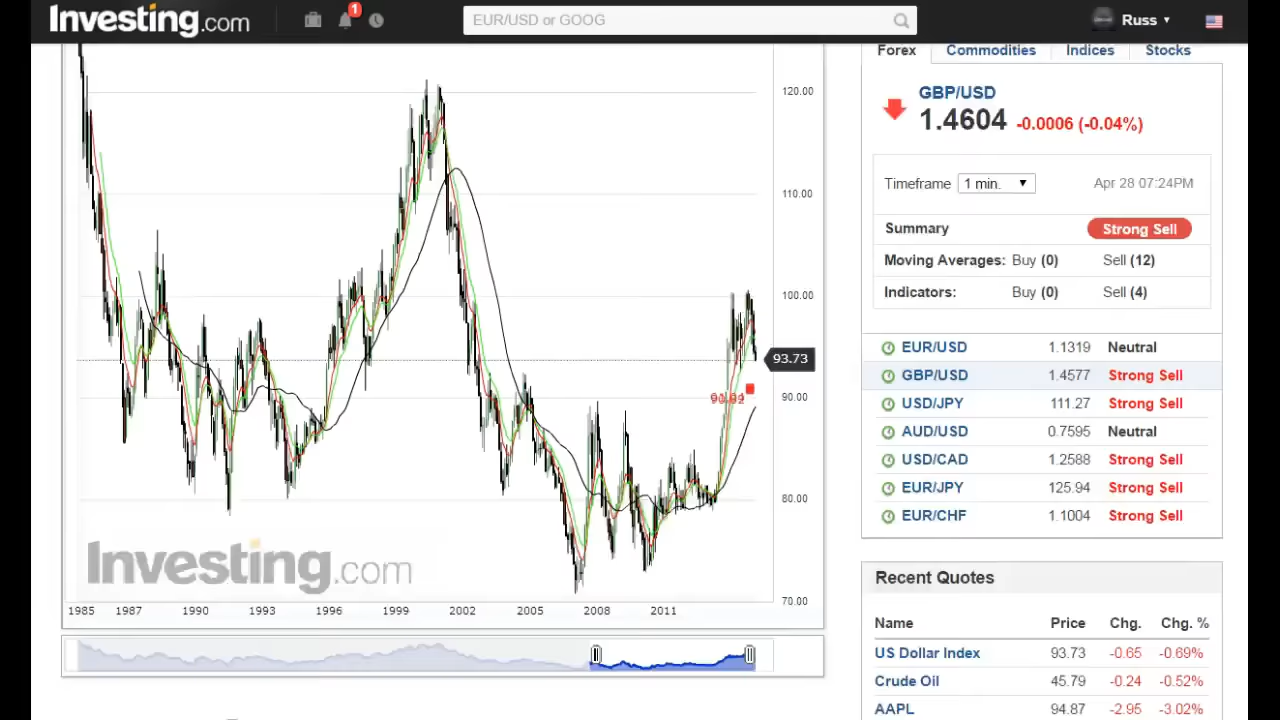 Investing.com
1
EUR/USD or GOOG
Russ
120.00
110.00
100.00
93.73
90.00
80.00
70.00
1985 1987 1990 1993 1996 1999 2002 2005 2008 2011
Investing.com
Forex Commodities Indices Stocks
GBP/USD
1.4604 -0.0006 (-0.04%)
Timeframe 1 min. Apr 28 07:24PM
Summary Strong Sell
Moving Averages: Buy (0) Sell (12)
Indicators: Buy (0) Sell (4)
EUR/USD 1.1319 Neutral
GBP/USD 1.4577 Strong Sell
USD/JPY 111.27 Strong Sell
AUD/USD 0.7595 Neutral
USD/CAD 1.2588 Strong Sell
EUR/JPY 125.94 Strong Sell
EUR/CHF 1.1004 Strong Sell
Recent Quotes
Name Price Chg. Chg. %
US Dollar Index 93.73 -0.65 -0.69%
Crude Oil 45.79 -0.24 -0.52%
AAPL 94.87 -2.95 -3.02%